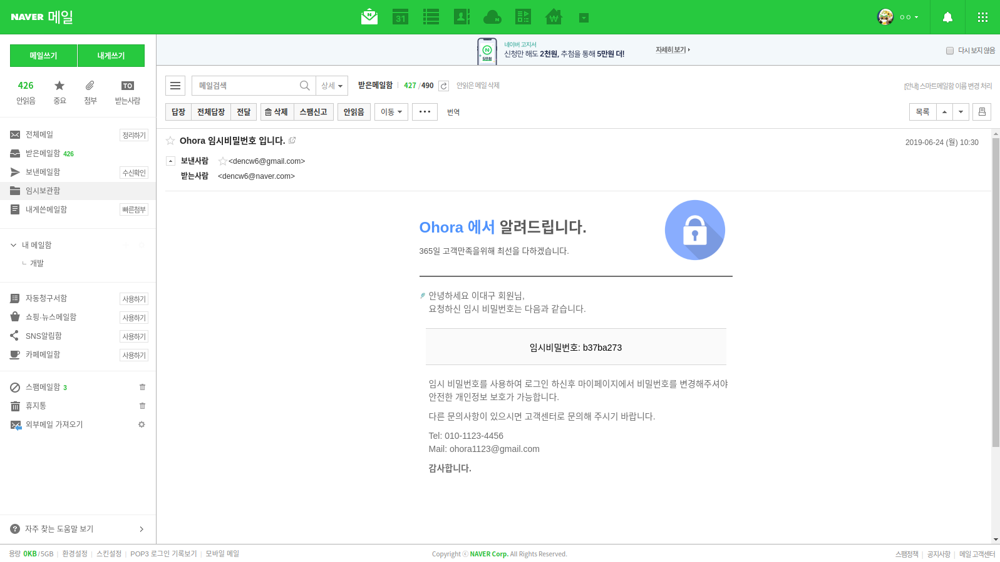 NAVER 메일
31
N
₩
ㅇㅇ
메일쓰기 내게쓰기
426 TO
안읽음 중요 첨부 받는사람
전체메일 정리하기
받은메일함 426
보낸메일함 수신확인
임시보관함
내게쓴메일함 빠른첨부
내 메일함
개발
자동청구서함 사용하기
쇼핑·뉴스메일함 사용하기
SNS알림함 사용하기
카페메일함 사용하기
스팸메일함 3
휴지통
외부메일 가져오기
자주 찾는 도움말 보기
5만원
네이버 고지서
신청만 해도 2천원, 추첨을 통해 5만원 더!
자세히 보기
다시 보지 않음
메일검색 상세 받은메일함 427 / 490 안읽은 메일 삭제
[안내] 스마트메일함 이름 변경 처리
답장 전체답장 전달 삭제 스팸신고 안읽음 이동 ••• 번역 목록
Ohora 임시비밀번호 입니다.
2019-06-24 (월) 10:30
보낸사람 <dencw6@gmail.com>
받는사람 <dencw6@naver.com>
Ohora 에서 알려드립니다.
365일 고객만족을위해 최선을 다하겠습니다.
안녕하세요 이대구 회원님,
요청하신 임시 비밀번호는 다음과 같습니다.
임시비밀번호: b37ba273
임시 비밀번호를 사용하여 로그인 하신후 마이페이지에서 비밀번호를 변경해주셔야
안전한 개인정보 보호가 가능합니다.
다른 문의사항이 있으시면 고객센터로 문의해 주시기 바랍니다.
Tel: 010-1123-4456
Mail: ohora1123@gmail.com
감사합니다.
용량 0KB / 5GB 환경설정 스킨설정 POP3 로그인 기록보기 모바일 메일
Copyright ⓒ NAVER Corp. All Rights Reserved.
스팸정책 공지사항 메일 고객센터